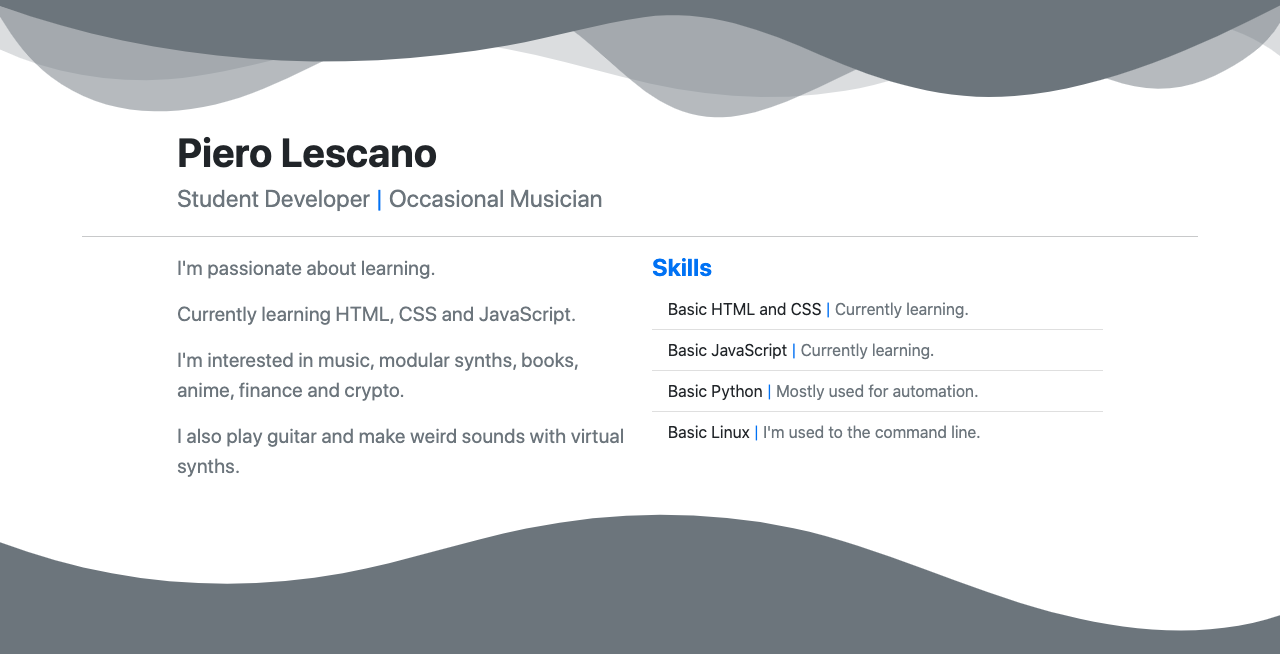 Piero Lescano
Student Developer | Occasional Musician
I'm passionate about learning.
Currently learning HTML, CSS and JavaScript.
I'm interested in music, modular synths, books,
anime, finance and crypto.
I also play guitar and make weird sounds with virtual
synths.
Skills
Basic HTML and CSS | Currently learning.
Basic JavaScript | Currently learning.
Basic Python | Mostly used for automation.
Basic Linux | I'm used to the command line.